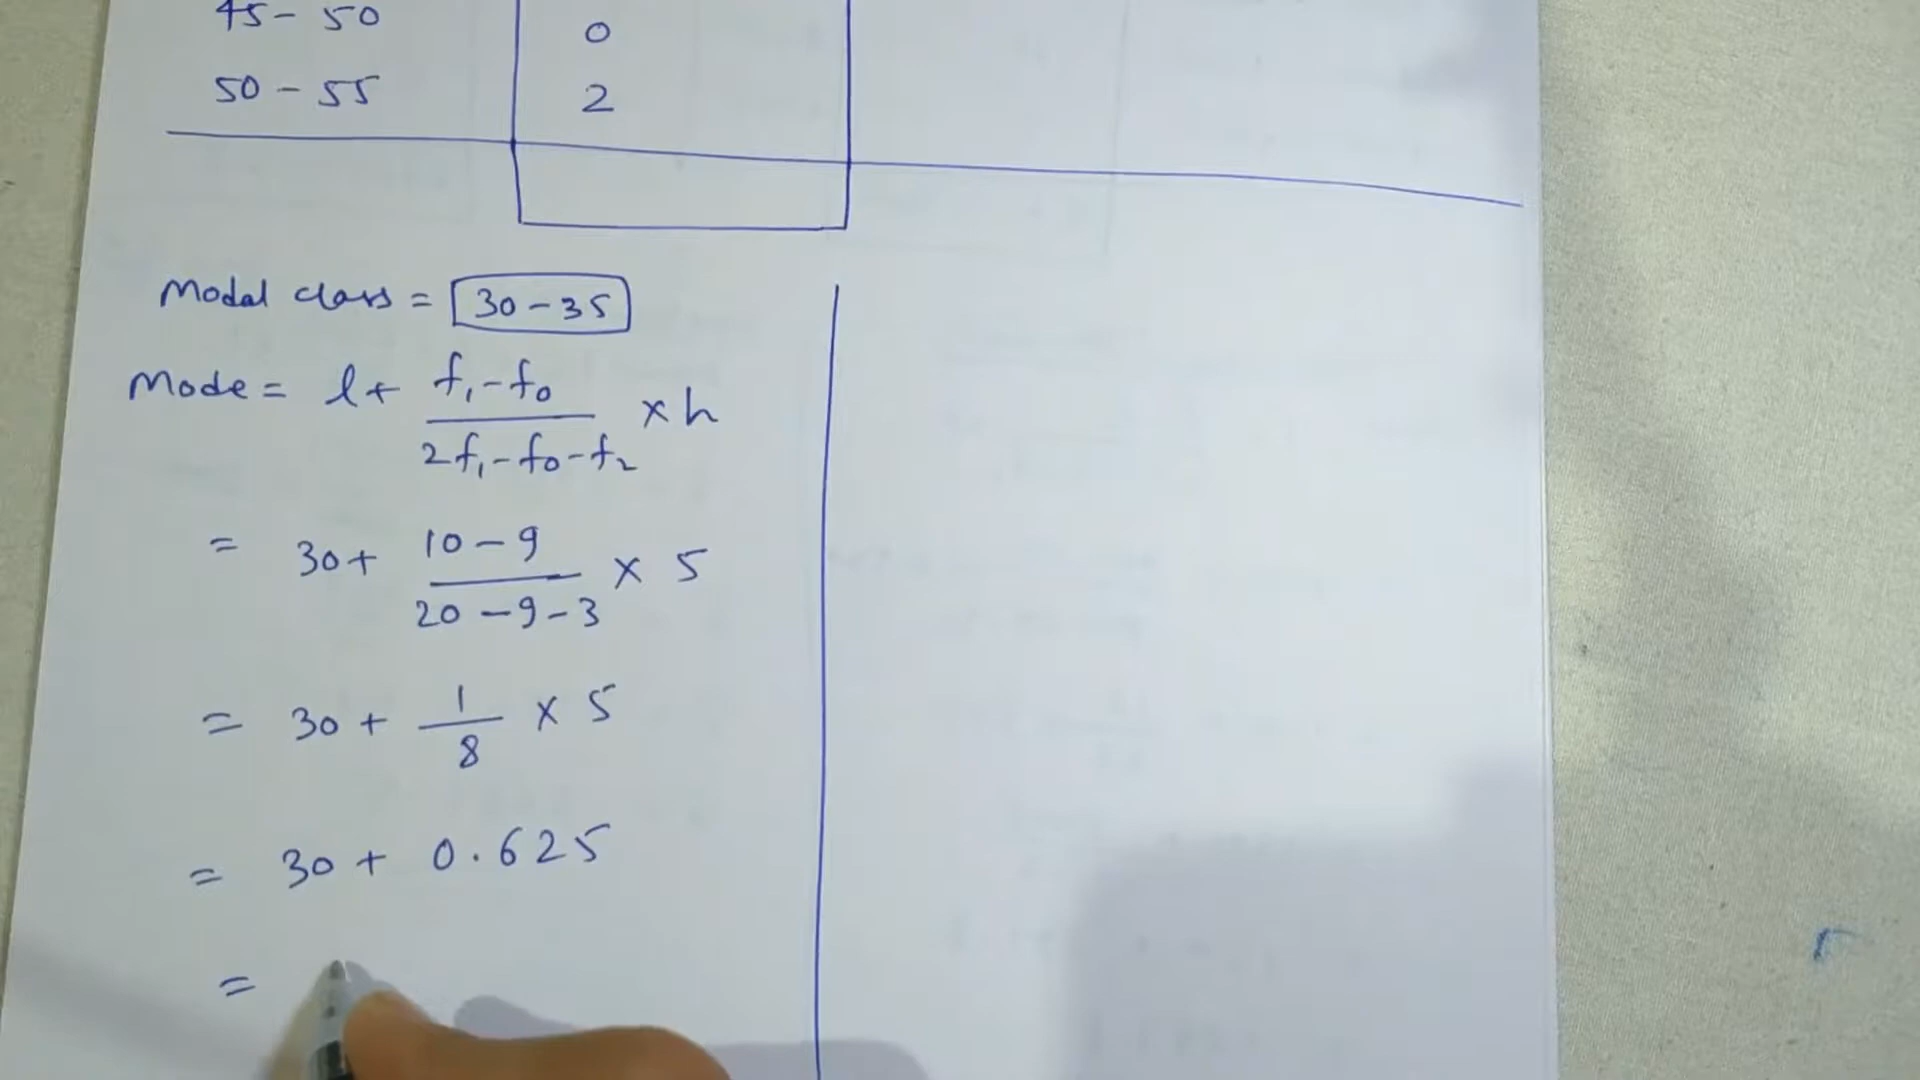 45 - 50 0
50 - 55 2
Modal class = 30 - 35
Mode = l + f₁ - f₀ / 2f₁ - f₀ - f₂ × h
= 30 + 10 - 9 / 20 - 9 - 3 × 5
= 30 + 1 / 8 × 5
= 30 + 0.625
=